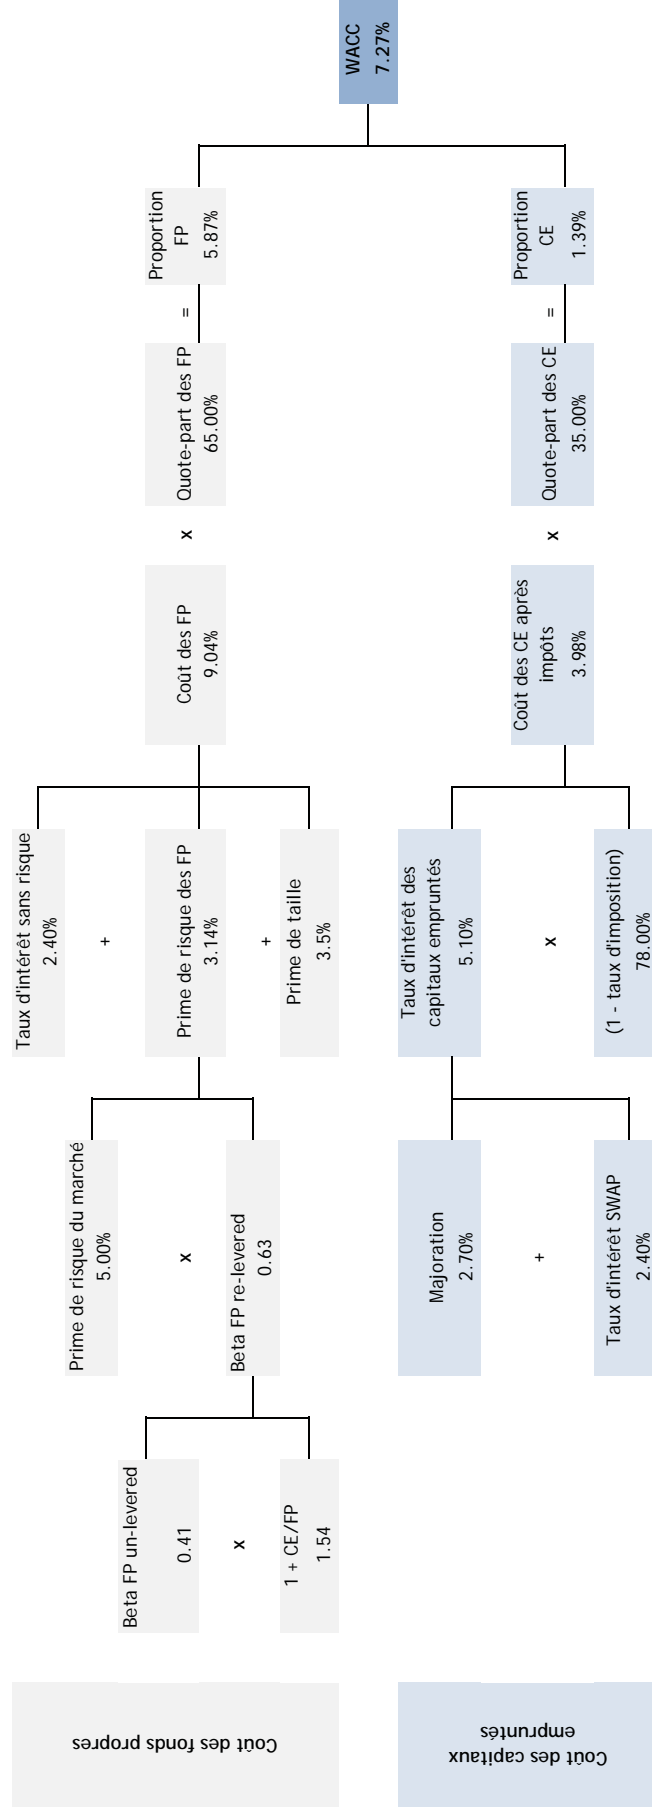 Coût des fonds propres
Beta FP un-levered
0.41
x
1 + CE/FP
1.54
Prime de risque du marché
5.00%
x
Beta FP re-levered
0.63
Taux d'intérêt sans risque
2.40%
+
Prime de risque des FP
3.14%
+
Prime de taille
3.5%
Coût des FP
9.04%
x
Quote-part des FP
65.00%
=
Proportion
FP
5.87%
WACC
7.27%
Coût des capitaux
empruntés
Majoration
2.70%
+
Taux d'intérêt SWAP
2.40%
Taux d'intérêt des
capitaux empruntés
5.10%
x
(1 - taux d'imposition)
78.00%
Coût des CE après
impôts
3.98%
x
Quote-part des CE
35.00%
=
Proportion
CE
1.39%